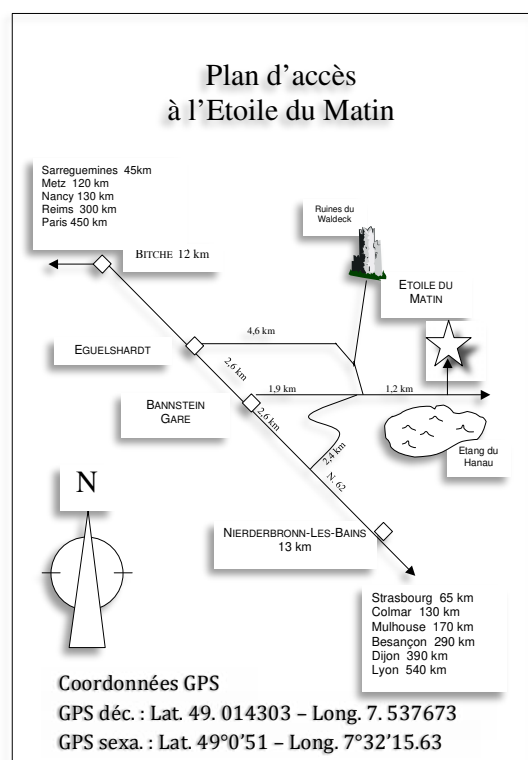 Plan d'accès
à l'Etoile du Matin
Sarreguemines 45km
Metz 120 km
Nancy 130 km
Reims 300 km
Paris 450 km
BITCHE 12 km
Ruines du
Waldeck
ETOILE DU
MATIN
4,6 km
EGUELSHARDT
2,6 km
1,9 km
1,2 km
BANNSTEIN
GARE
2,6 km
2,4 km
Etang du
Hanau
N. 62
N
NIERDERBRONN-LES-BAINS
13 km
Strasbourg 65 km
Colmar 130 km
Mulhouse 170 km
Besançon 290 km
Dijon 390 km
Lyon 540 km
Coordonnées GPS
GPS déc. : Lat. 49. 014303 – Long. 7. 537673
GPS sexa. : Lat. 49°0'51 – Long. 7°32'15.63